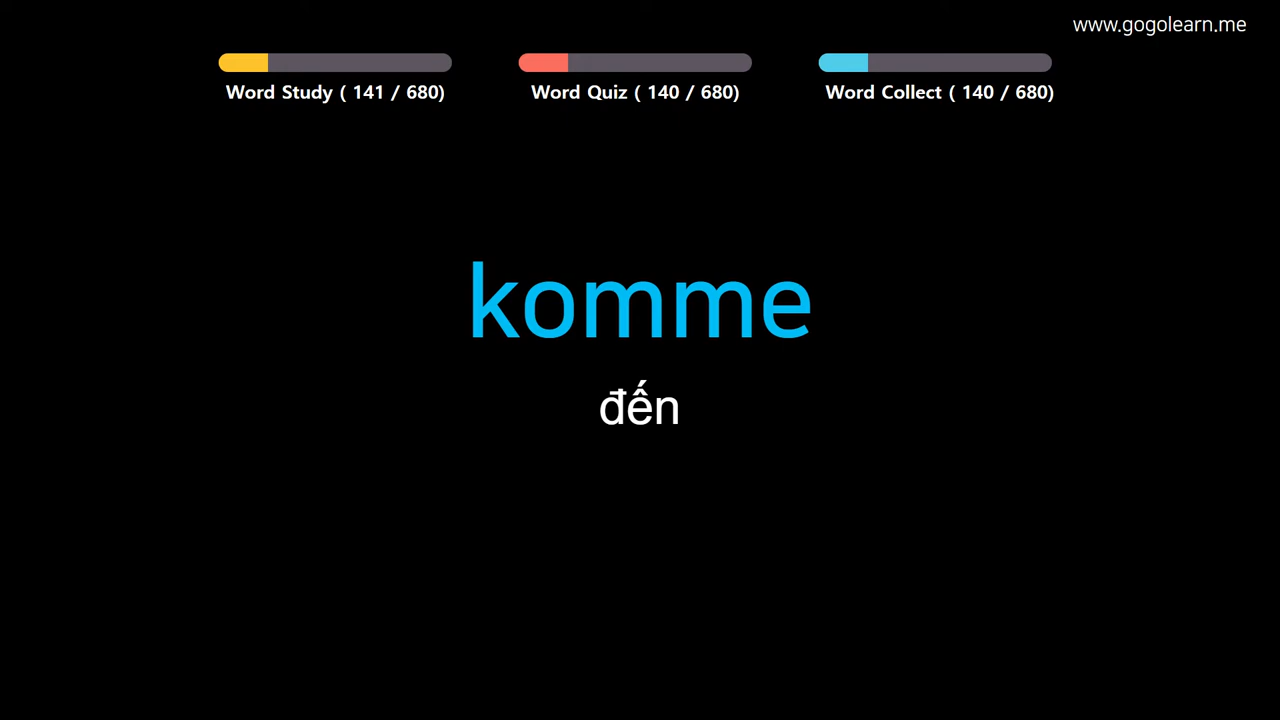 www.gogolearn.me
Word Study ( 141 / 680)
Word Quiz ( 140 / 680)
Word Collect ( 140 / 680)
komme
đến